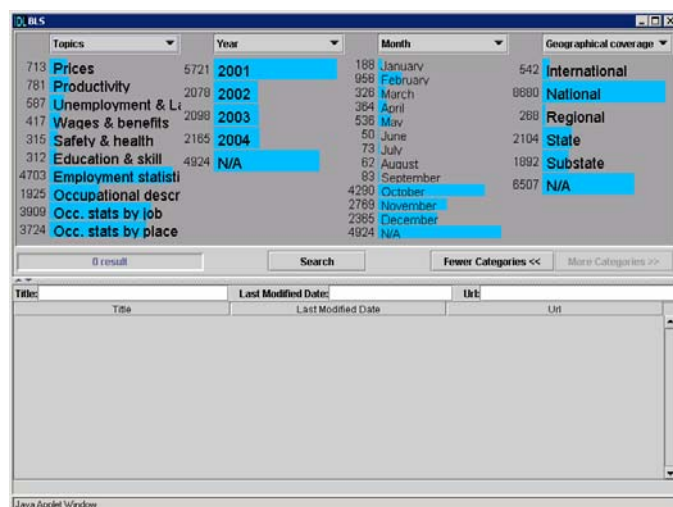 BLS
Topics Year Month Geographical coverage
713 Prices
781 Productivity
587 Unemployment & La
417 Wages & benefits
315 Safety & health
312 Education & skill
4703 Employment statisti
1925 Occupational descr
3909 Occ. stats by job
3724 Occ. stats by place
5721 2001
2078 2002
2098 2003
2165 2004
4924 N/A
188 January
956 February
326 March
364 April
536 May
50 June
73 July
62 August
83 September
4290 October
2769 November
2365 December
4924 N/A
542 International
8680 National
268 Regional
2104 State
1892 Substate
6507 N/A
0 result Search Fewer Categories << More Categories >>
Title: Last Modified Date: Url:
Title Last Modified Date Url
Java Applet Window